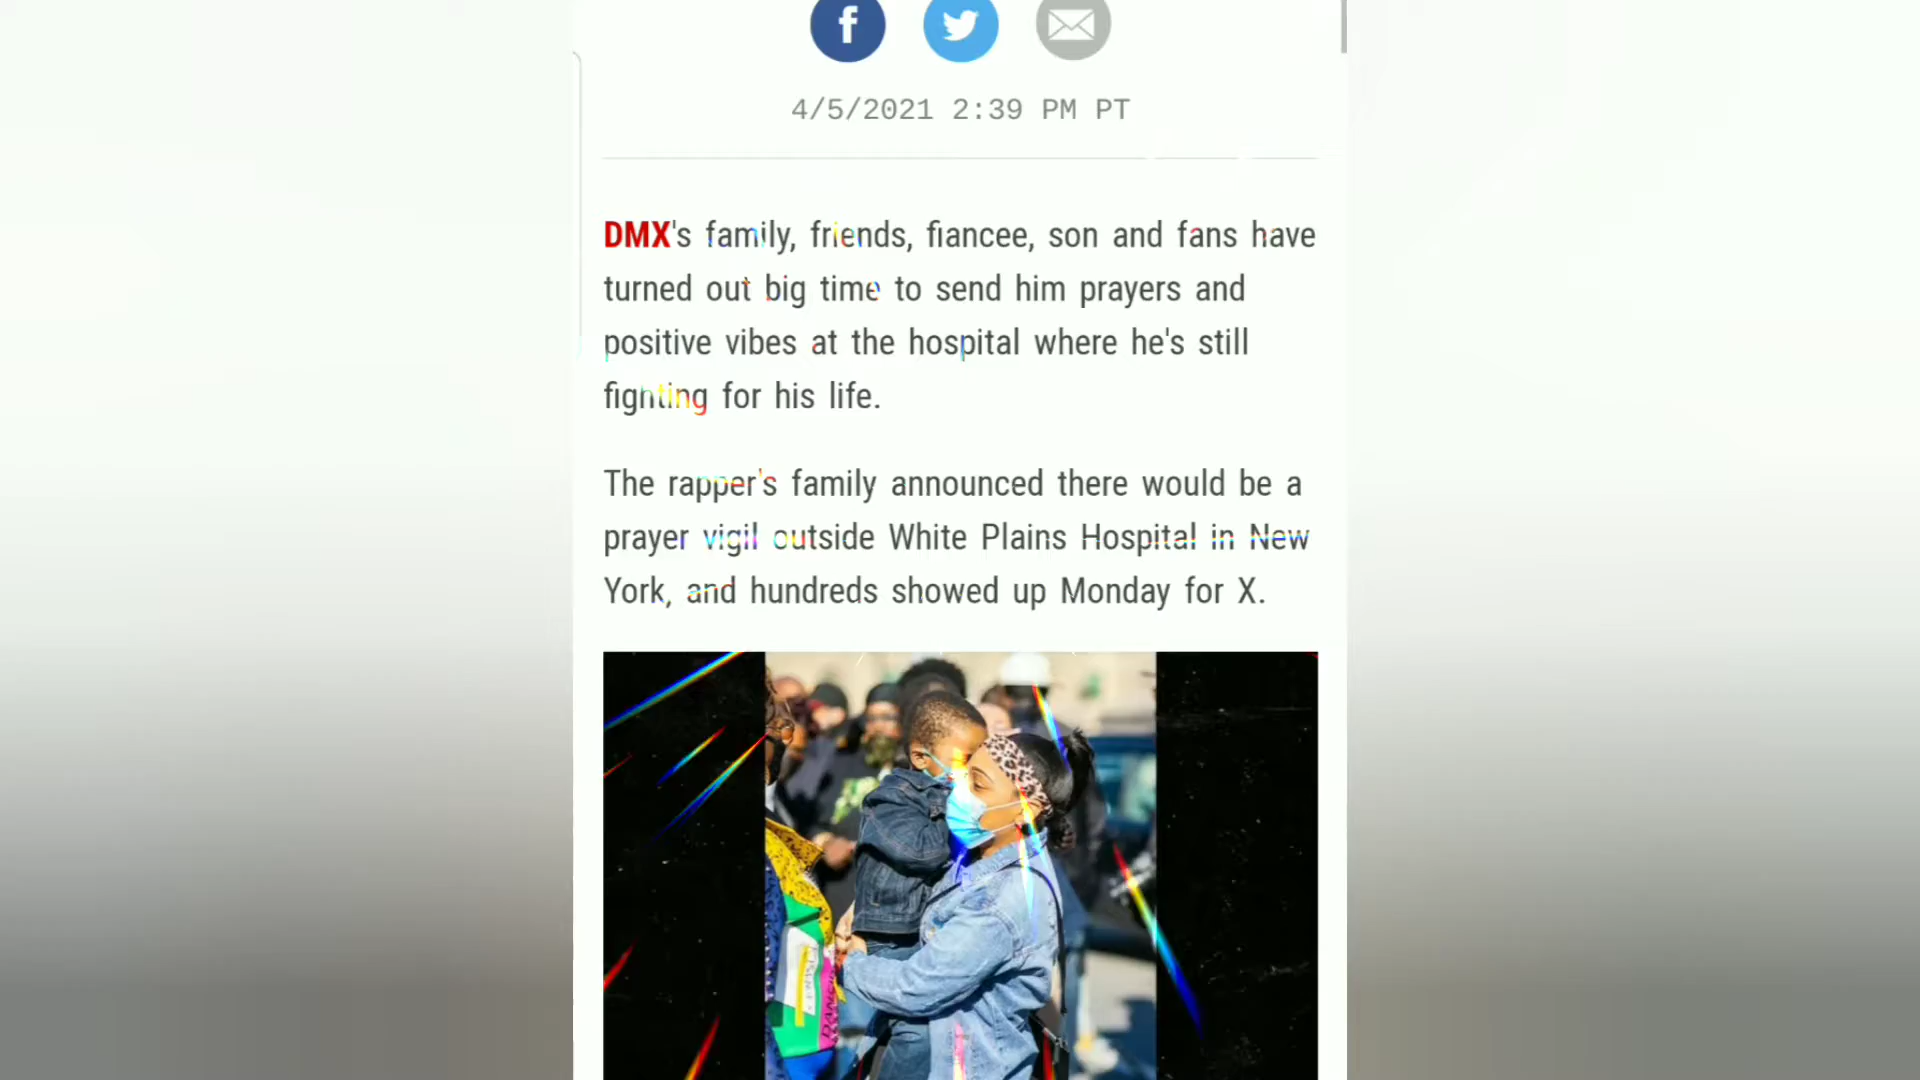 4/5/2021 2:39 PM PT
DMX's family, friends, fiancee, son and fans have
turned out big time to send him prayers and
positive vibes at the hospital where he's still
fighting for his life.
The rapper's family announced there would be a
prayer vigil outside White Plains Hospital in New
York, and hundreds showed up Monday for X.